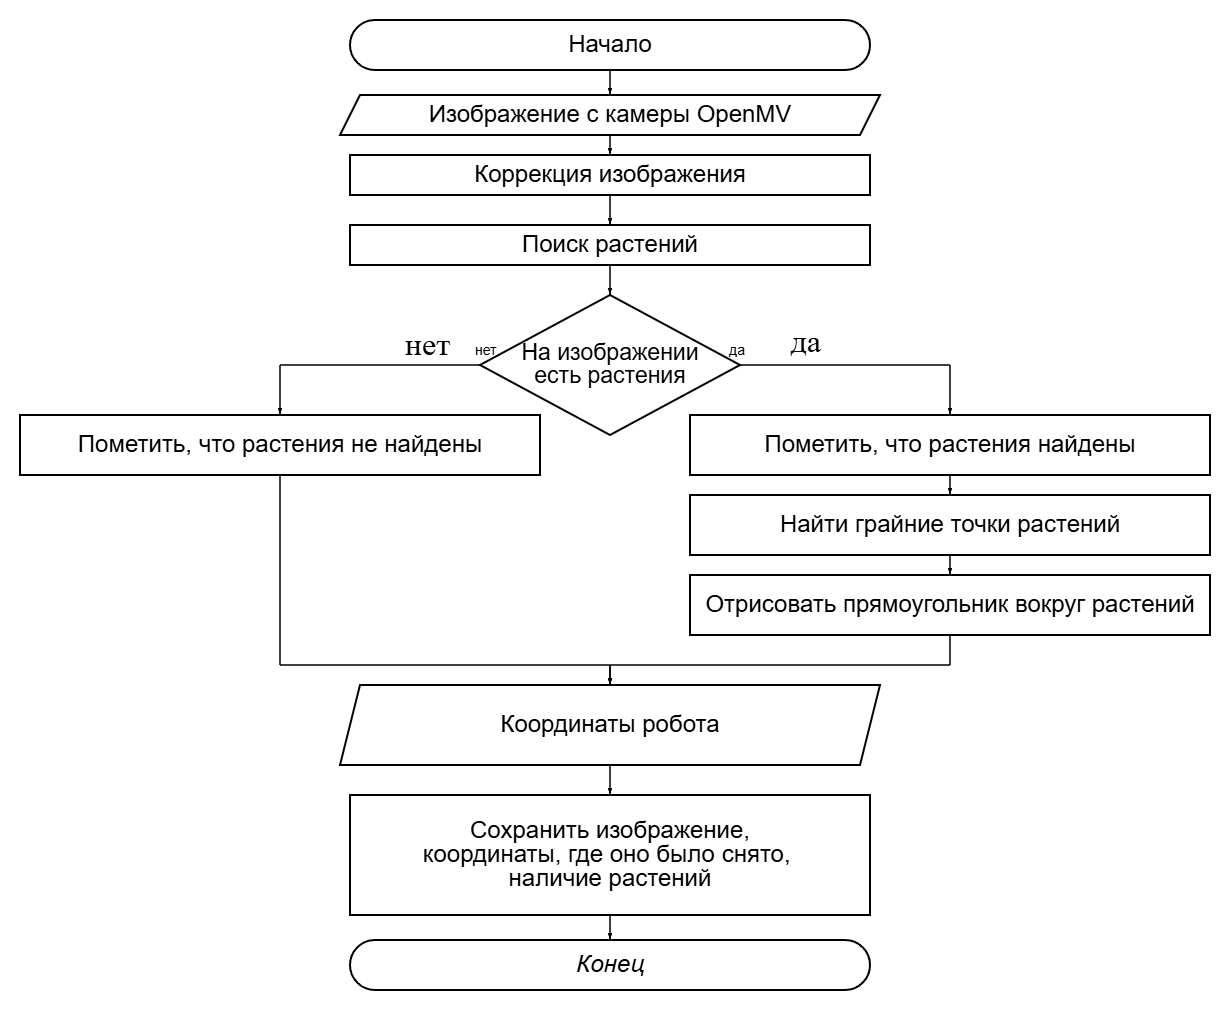 Начало
Изображение с камеры OpenMV
Коррекция изображения
Поиск растений
нет
нет
На изображении
есть растения
да
да
Пометить, что растения не найдены
Пометить, что растения найдены
Найти грайние точки растений
Отрисовать прямоугольник вокруг растений
Координаты робота
Сохранить изображение,
координаты, где оно было снято,
наличие растений
Конец